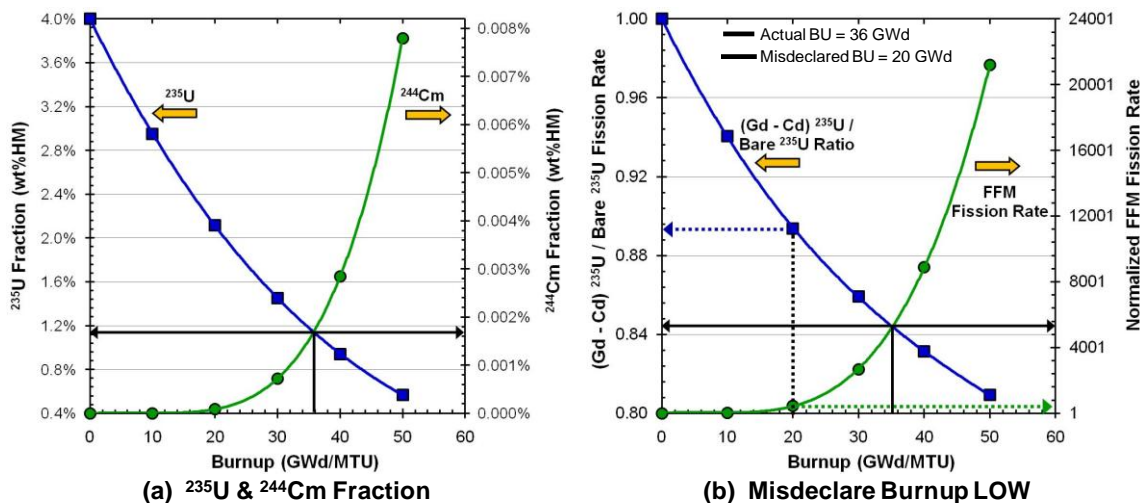 4.0%
3.6%
3.2%
2.8%
2.4%
2.0%
1.6%
1.2%
0.8%
0.4%
²³⁵U Fraction (wt%HM)
²³⁵U
²⁴⁴Cm
0.008%
0.007%
0.006%
0.005%
0.004%
0.003%
0.002%
0.001%
0.000%
²⁴⁴Cm Fraction (wt%HM)
0 10 20 30 40 50 60
Burnup (GWd/MTU)
(a) ²³⁵U & ²⁴⁴Cm Fraction
1.00
0.96
0.92
0.88
0.84
0.80
(Gd - Cd) ²³⁵U / Bare ²³⁵U Fission Rate
Actual BU = 36 GWd
Misdeclared BU = 20 GWd
(Gd - Cd) ²³⁵U /
Bare ²³⁵U Ratio
FFM
Fission Rate
24001
20001
16001
12001
8001
4001
1
Normalized FFM Fission Rate
0 10 20 30 40 50 60
Burnup (GWd/MTU)
(b) Misdeclare Burnup LOW